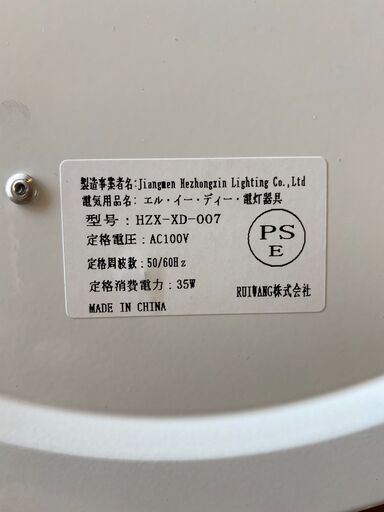 製造事業者名:Jiangmen Hezhongxin Lighting Co.,Ltd
電気用品名:エル・イー・ディー・電灯器具
型号:HZX-XD-007
定格電圧:AC100V
定格周波数:50/60Hz
定格消費電力:35W
MADE IN CHINA
PS
E
RUIWANG株式会社